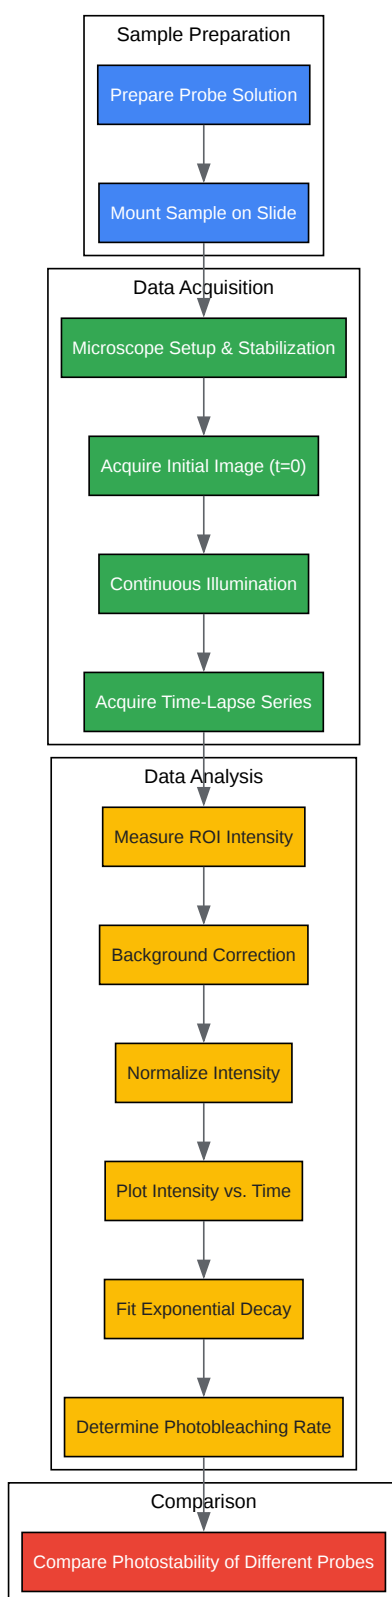 Sample Preparation
Prepare Probe Solution
Mount Sample on Slide
Data Acquisition
Microscope Setup & Stabilization
Acquire Initial Image (t=0)
Continuous Illumination
Acquire Time-Lapse Series
Data Analysis
Measure ROI Intensity
Background Correction
Normalize Intensity
Plot Intensity vs. Time
Fit Exponential Decay
Determine Photobleaching Rate
Comparison
Compare Photostability of Different Probes